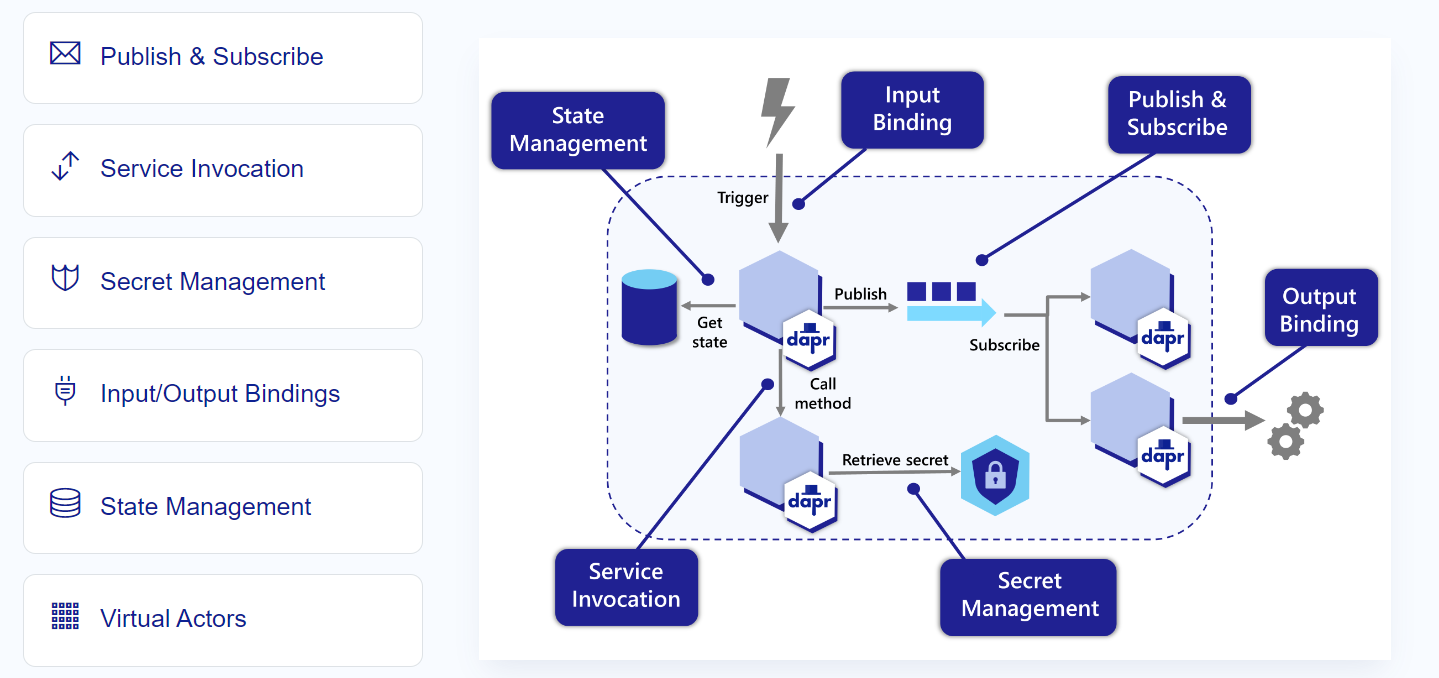 Publish & Subscribe
Service Invocation
Secret Management
Input/Output Bindings
State Management
Virtual Actors
State
Management
Input
Binding
Publish &
Subscribe
Trigger
Output
Binding
Get
state
Publish
Subscribe
dapr
dapr
Call
method
Retrieve secret
dapr
dapr
Service
Invocation
Secret
Management